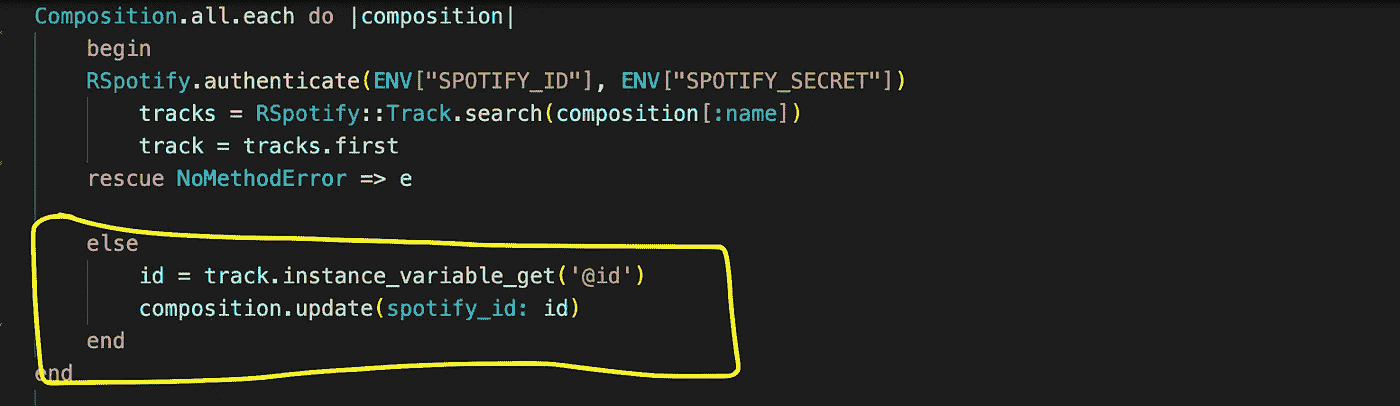 Composition.all.each do |composition|
begin
RSpotify.authenticate(ENV["SPOTIFY_ID"], ENV["SPOTIFY_SECRET"])
tracks = RSpotify::Track.search(composition[:name])
track = tracks.first
rescue NoMethodError => e
else
id = track.instance_variable_get('@id')
composition.update(spotify_id: id)
end
end